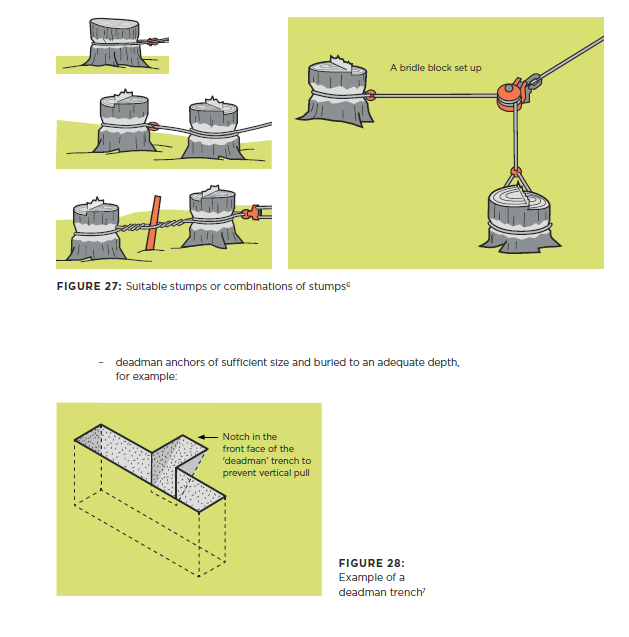 A bridle block set up
FIGURE 27: Suitable stumps or combinations of stumps⁶
– deadman anchors of sufficient size and buried to an adequate depth,
for example:
Notch in the
front face of the
'deadman' trench to
prevent vertical pull
FIGURE 28:
Example of a
deadman trench⁷